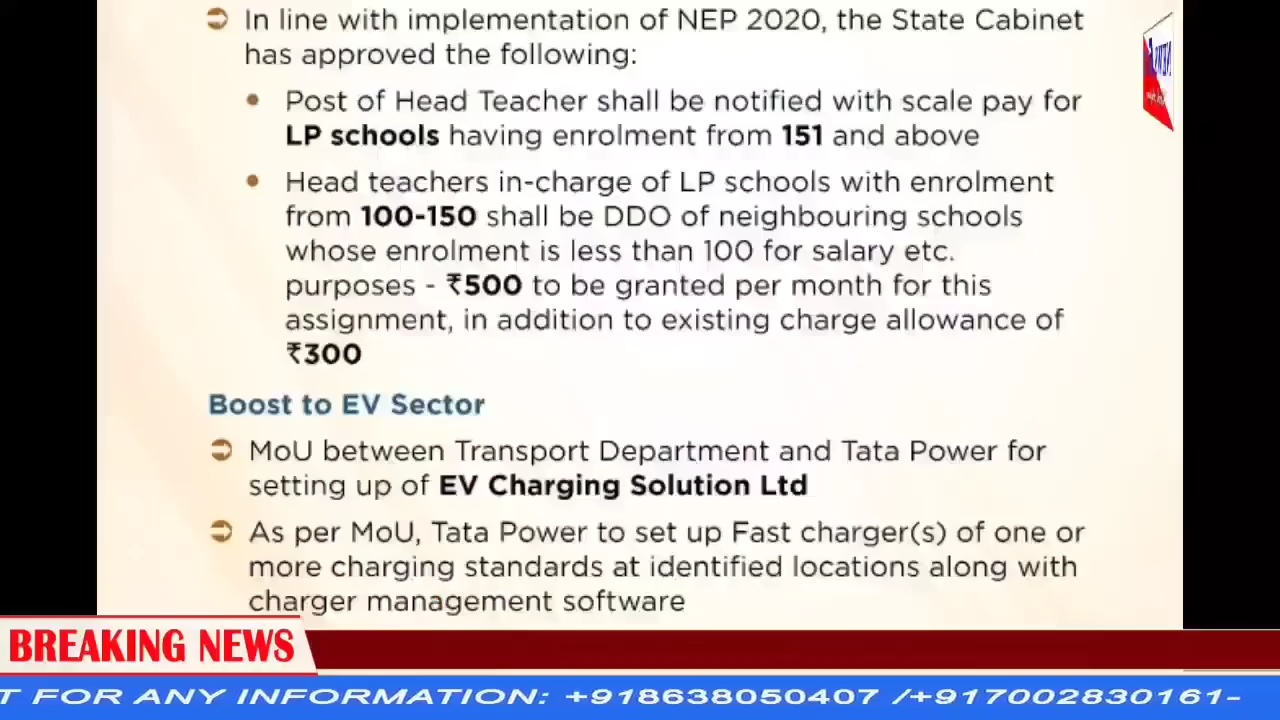 In line with implementation of NEP 2020, the State Cabinet
has approved the following:
Post of Head Teacher shall be notified with scale pay for
LP schools having enrolment from 151 and above
Head teachers in-charge of LP schools with enrolment
from 100-150 shall be DDO of neighbouring schools
whose enrolment is less than 100 for salary etc.
purposes - ₹500 to be granted per month for this
assignment, in addition to existing charge allowance of
₹300
Boost to EV Sector
MoU between Transport Department and Tata Power for
setting up of EV Charging Solution Ltd
As per MoU, Tata Power to set up Fast charger(s) of one or
more charging standards at identified locations along with
charger management software
BREAKING NEWS
T FOR ANY INFORMATION: +918638050407 /+917002830161-